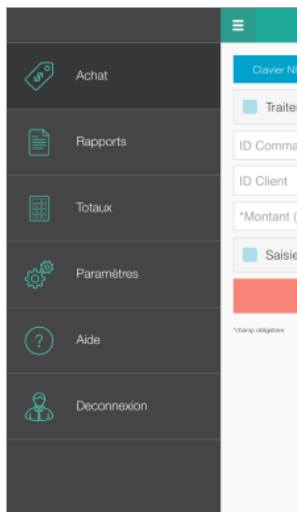 Achat
Rapports
Totaux
Paramètres
Aide
Deconnexion
Clavier
Traite
ID Comma
ID Client
*Montant (
Saisie
*champ obligatoire